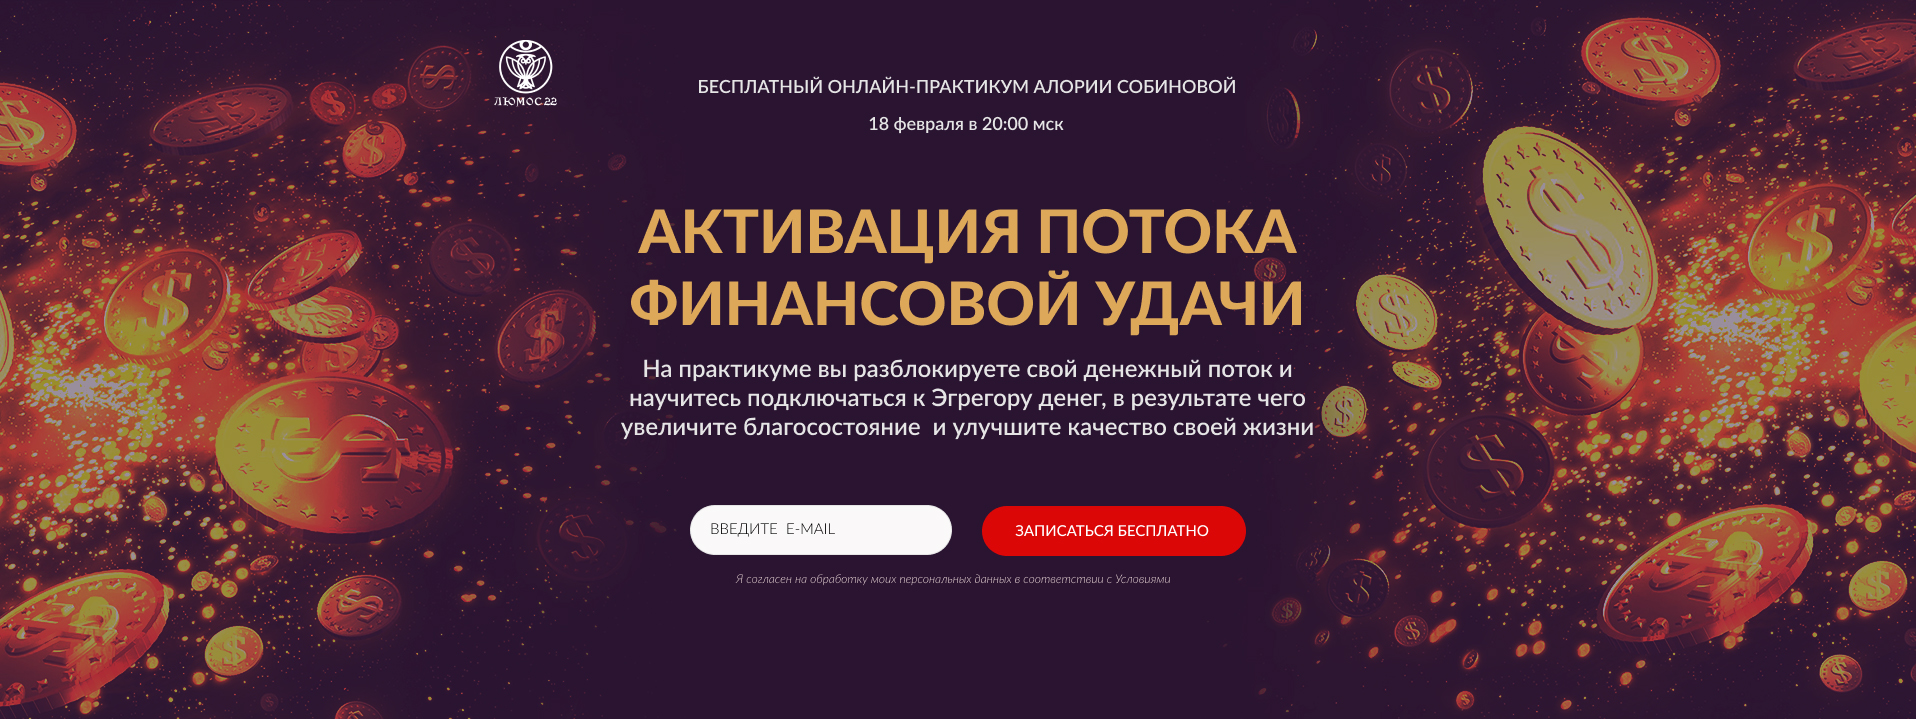 ЛЮМОС22
БЕСПЛАТНЫЙ ОНЛАЙН-ПРАКТИКУМ АЛОРИИ СОБИНОВОЙ
18 февраля в 20:00 мск
АКТИВАЦИЯ ПОТОКА
ФИНАНСОВОЙ УДАЧИ
На практикуме вы разблокируете свой денежный поток и
научитесь подключаться к Эгрегору денег, в результате чего
увеличите благосостояние  и улучшите качество своей жизни
ВВЕДИТЕ  E-MAIL
ЗАПИСАТЬСЯ БЕСПЛАТНО
Я согласен на обработку моих персональных данных в соответствии с Условиями